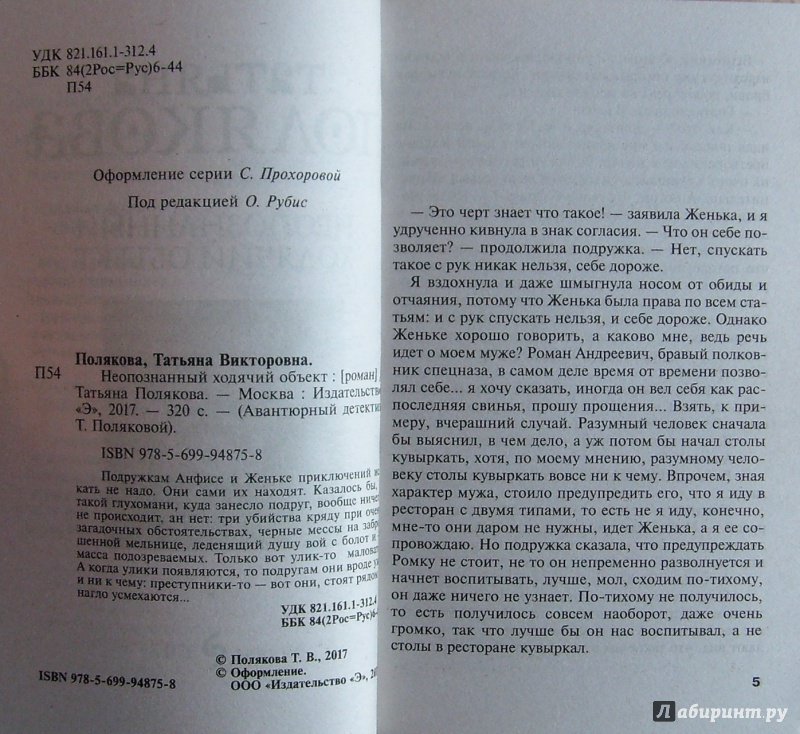 УДК 821.161.1-312.4
ББК 84(2Рос=Рус)6-44
П54
Оформление серии С. Прохоровой
Под редакцией О. Рубис
Полякова, Татьяна Викторовна.
П54 Неопознанный ходячий объект : [роман]
Татьяна Полякова. — Москва : Издательство
«Э», 2017. — 320 с. — (Авантюрный детектив
Т. Поляковой).
ISBN 978-5-699-94875-8
Подружкам Анфисе и Женьке приключений
кать не надо. Они сами их находят. Казалось бы,
такой глухомани, куда занесло подруг, вообще
не происходит, ан нет: три убийства кряду при
загадочных обстоятельствах, черные мессы на
шенной мельнице, леденящий душу вой с болот и
масса подозреваемых. Только вот улик-то
А когда улики появляются, то подругам они вроде
и ни к чему: преступники-то — вот они, стоят рядом
нагло усмехаются...
УДК 821.161.1-312.4
ББК 84(2Рос=Рус)6-
© Полякова Т. В., 2017
© Оформление.
ISBN 978-5-699-94875-8 ООО «Издательство «Э»,
— Это черт знает что такое! — заявила Женька, и я
удрученно кивнула в знак согласия. — Что он себе по-
зволяет? — продолжила подружка. — Нет, спускать
такое с рук никак нельзя, себе дороже.
Я вздохнула и даже шмыгнула носом от обиды и
отчаяния, потому что Женька была права по всем ста-
тьям: и с рук спускать нельзя, и себе дороже. Однако
Женьке хорошо говорить, а каково мне, ведь речь
идет о моем муже? Роман Андреевич, бравый полков-
ник спецназа, в самом деле время от времени позво-
лял себе... я хочу сказать, иногда он вел себя как рас-
последняя свинья, прошу прощения... Взять, к при-
меру, вчерашний случай. Разумный человек сначала
бы выяснил, в чем дело, а уж потом бы начал столы
кувыркать, хотя, по моему мнению, разумному чело-
веку столы кувыркать вовсе ни к чему. Впрочем, зная
характер мужа, стоило предупредить его, что я иду в
ресторан с двумя типами, то есть не я иду, конечно,
мне-то они даром не нужны, идет Женька, а я ее со-
провождаю. Но подружка сказала, что предупреждать
Ромку не стоит, не то он непременно разволнуется и
начнет воспитывать, лучше, мол, сходим по-тихому,
он даже ничего не узнает. По-тихому не получилось,
то есть получилось совсем наоборот, даже очень
громко, так что лучше бы он нас воспитывал, а не
столы в ресторане кувыркал.
5
Лабиринт.ру